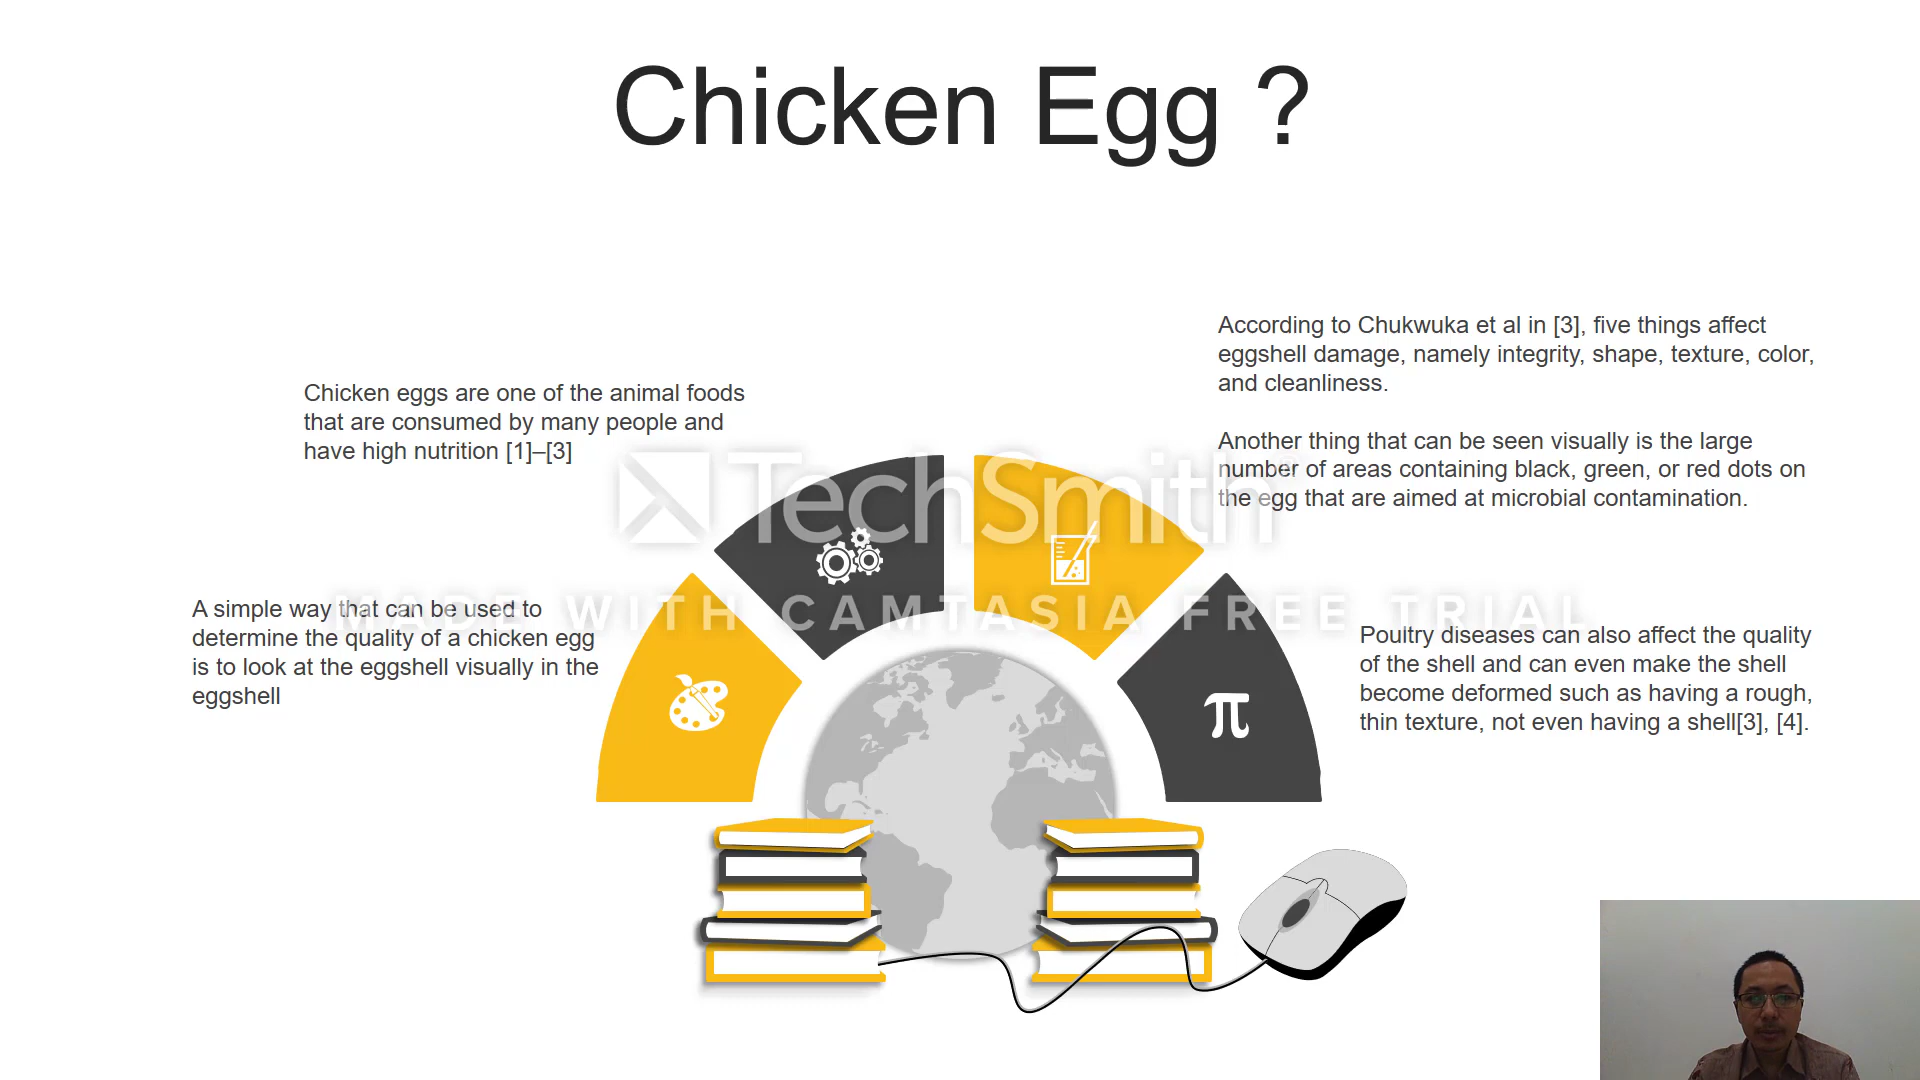 Chicken Egg ?
Chicken eggs are one of the animal foods
that are consumed by many people and
have high nutrition [1]–[3]
According to Chukwuka et al in [3], five things affect
eggshell damage, namely integrity, shape, texture, color,
and cleanliness.
Another thing that can be seen visually is the large
number of areas containing black, green, or red dots on
the egg that are aimed at microbial contamination.
A simple way that can be used to
determine the quality of a chicken egg
is to look at the eggshell visually in the
eggshell
Poultry diseases can also affect the quality
of the shell and can even make the shell
become deformed such as having a rough,
thin texture, not even having a shell[3], [4].
π
TechSmith®
MADE WITH CAMTASIA FREE TRIAL